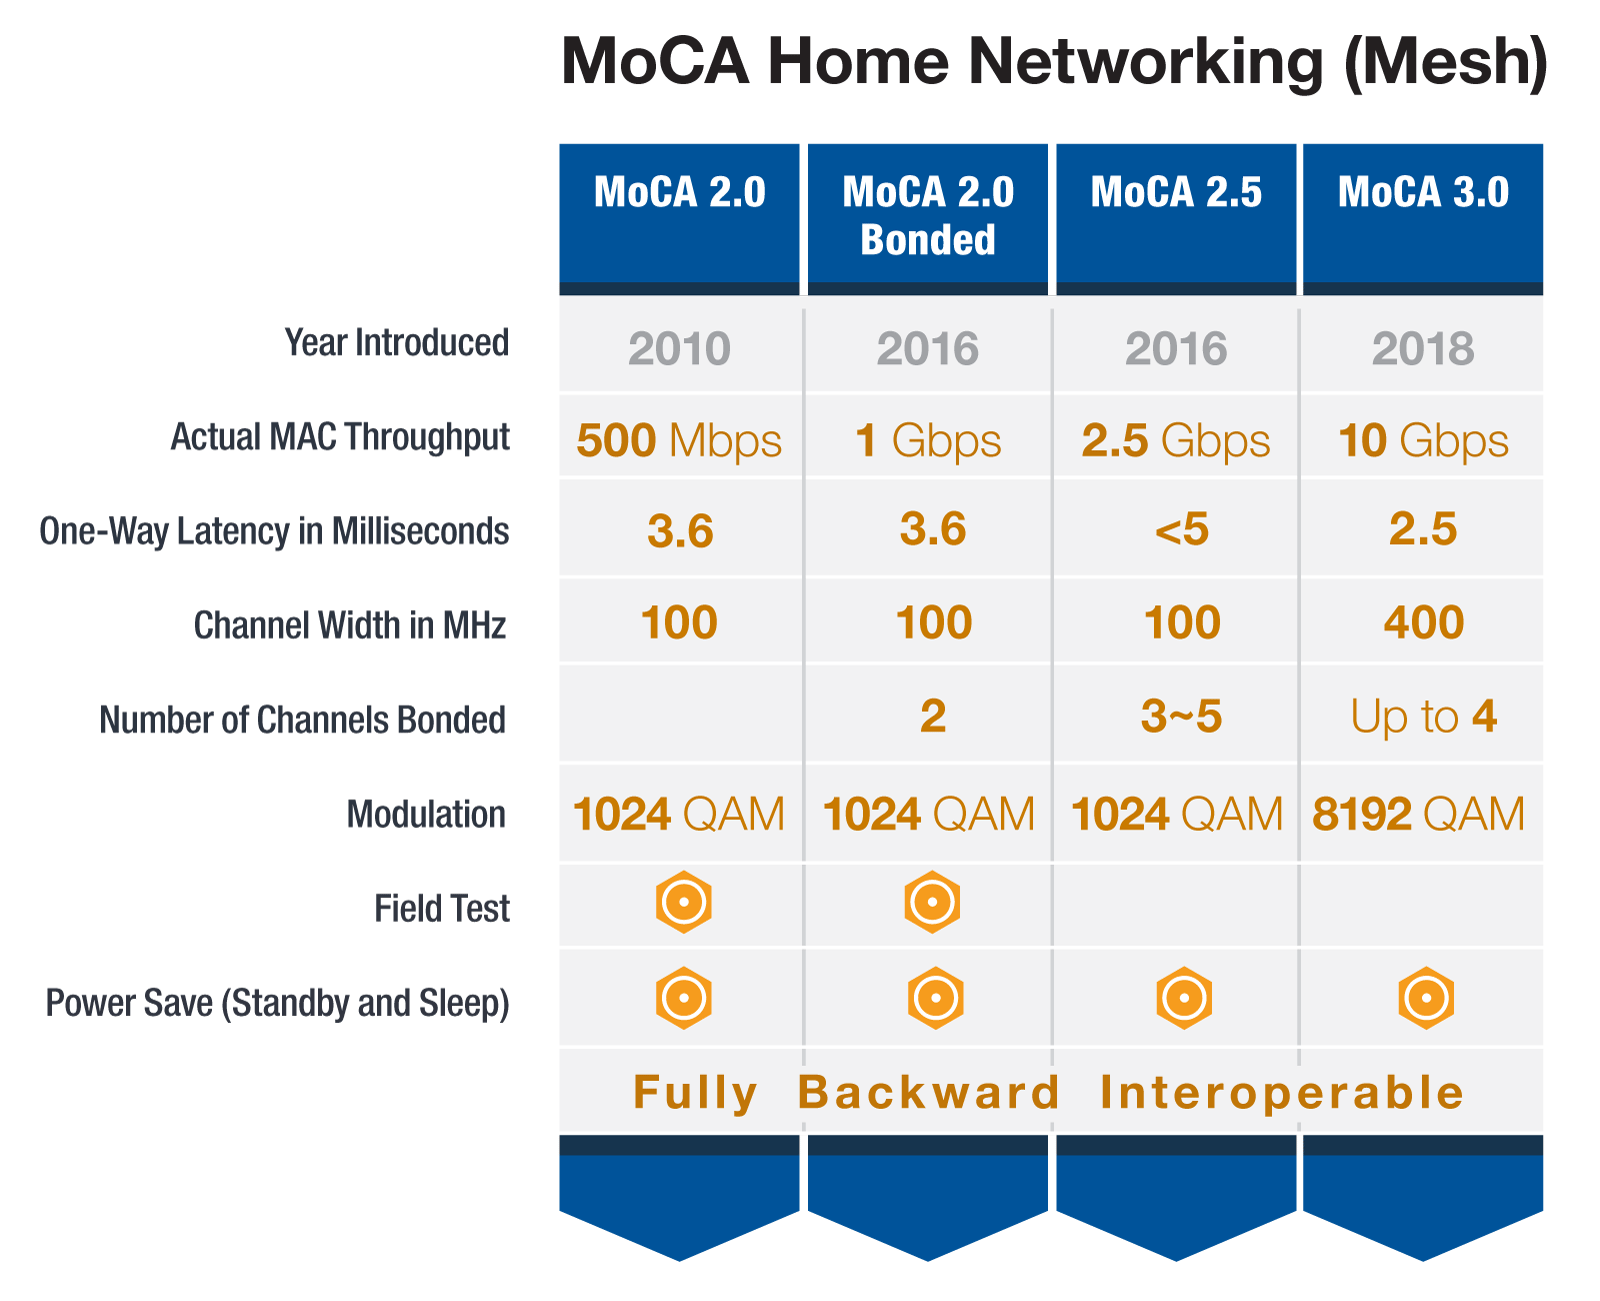 MoCA Home Networking (Mesh)
MoCA 2.0 MoCA 2.0 Bonded MoCA 2.5 MoCA 3.0
Year Introduced 2010 2016 2016 2018
Actual MAC Throughput 500 Mbps 1 Gbps 2.5 Gbps 10 Gbps
One-Way Latency in Milliseconds 3.6 3.6 <5 2.5
Channel Width in MHz 100 100 100 400
Number of Channels Bonded 2 3~5 Up to 4
Modulation 1024 QAM 1024 QAM 1024 QAM 8192 QAM
Field Test
Power Save (Standby and Sleep)
Fully Backward Interoperable